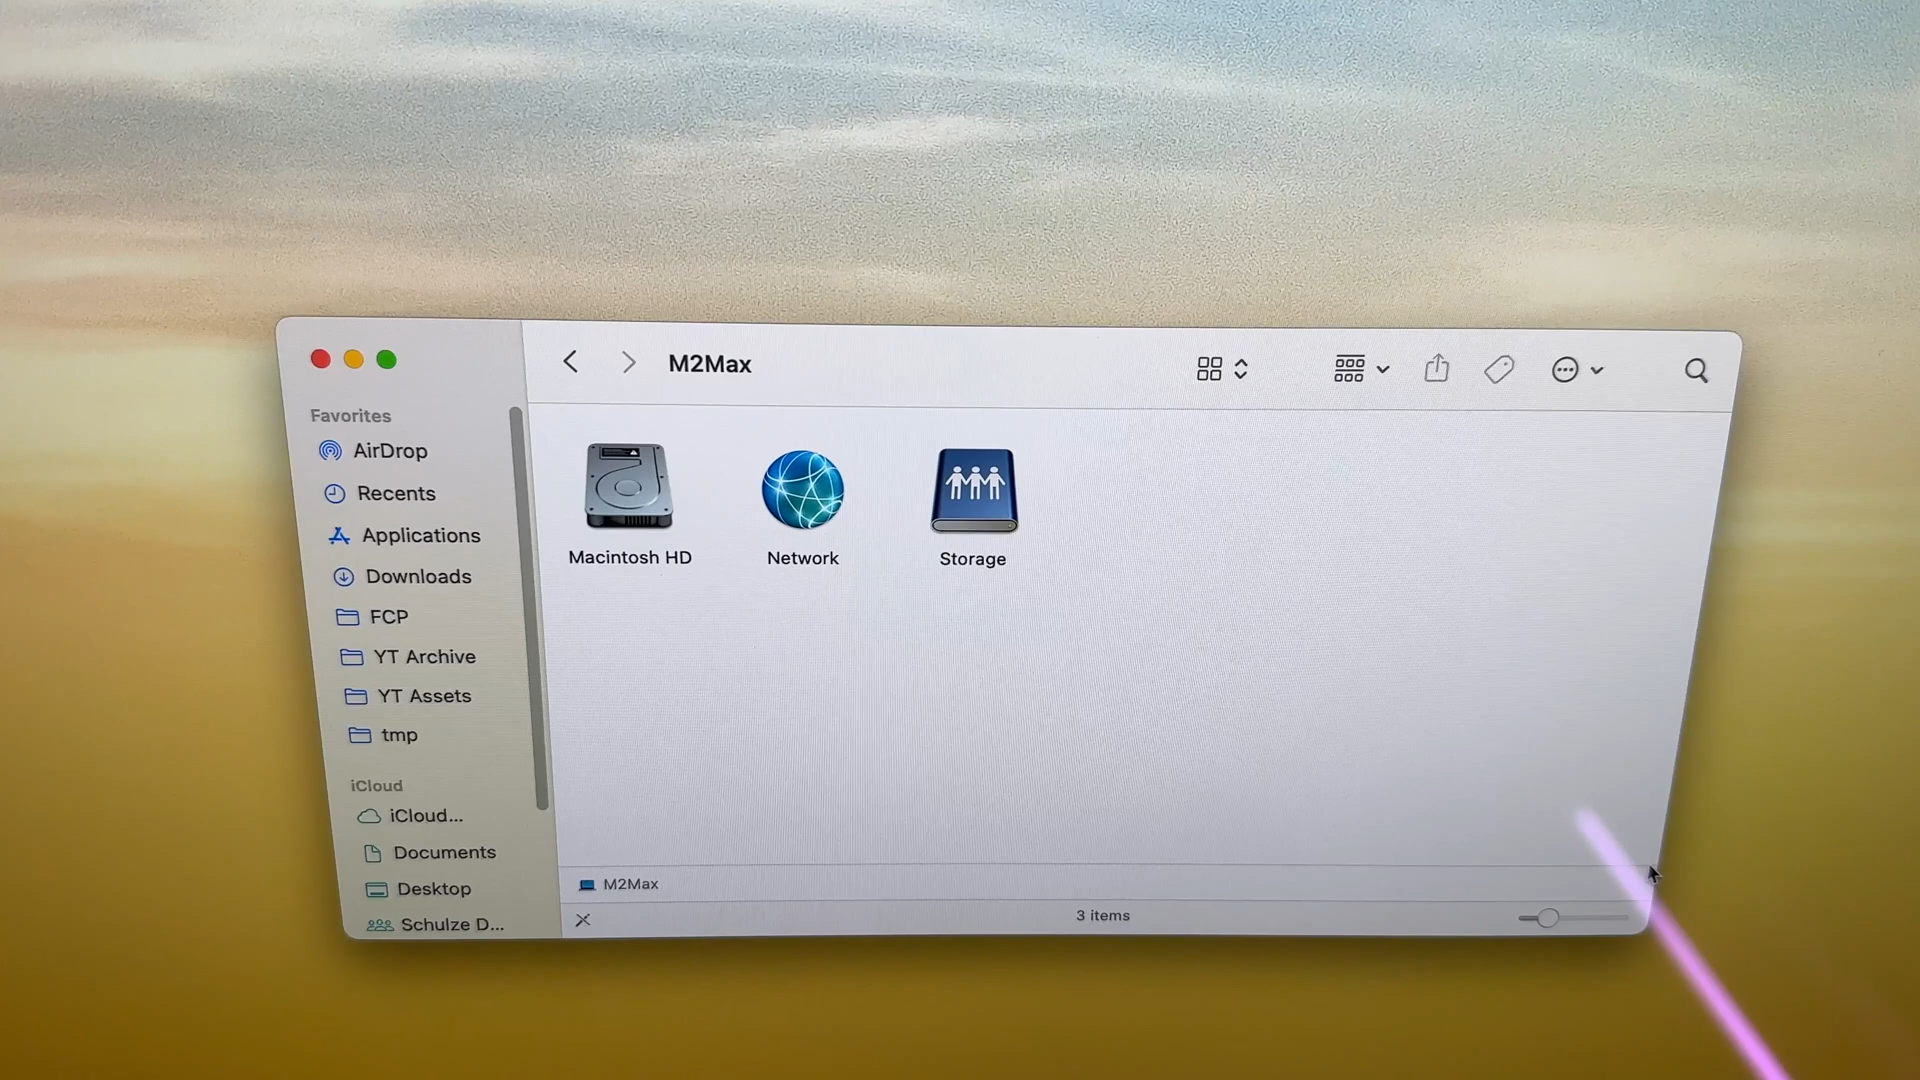 M2Max
Favorites
AirDrop
Recents
Applications
Downloads
FCP
YT Archive
YT Assets
tmp
iCloud
iCloud...
Documents
Desktop
Schulze D...
Macintosh HD
Network
Storage
M2Max
3 items